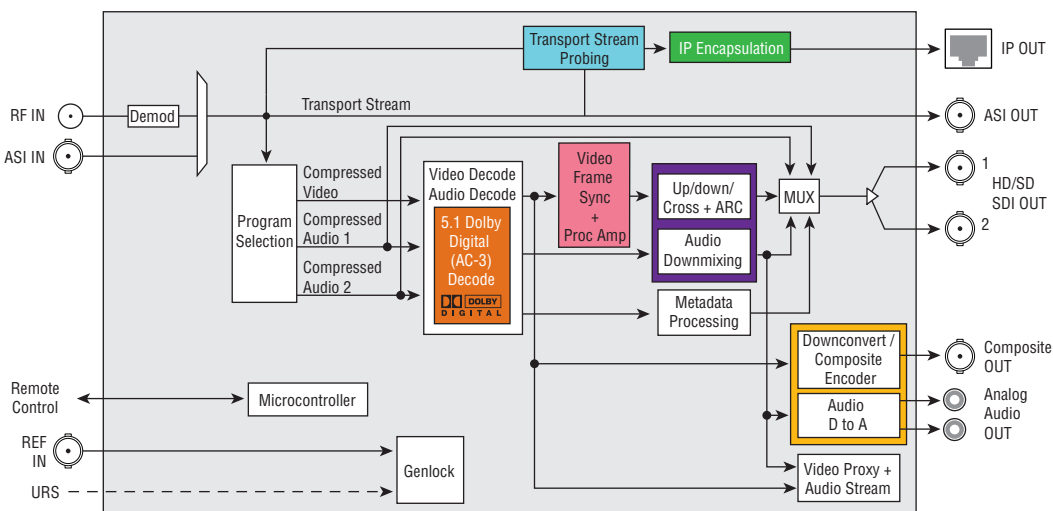 Transport Stream
Probing
IP Encapsulation
IP OUT
RF IN
Demod
Transport Stream
ASI OUT
ASI IN
Program
Selection
Compressed
Video
Compressed
Audio 1
Compressed
Audio 2
Video Decode
Audio Decode
5.1 Dolby
Digital
(AC-3)
Decode
DOLBY
DIGITAL
Video
Frame
Sync
+
Proc Amp
Up/down/
Cross + ARC
Audio
Downmixing
MUX
1
HD/SD
SDI OUT
2
Metadata
Processing
Downconvert /
Composite
Encoder
Composite
OUT
Audio
D to A
Analog
Audio
OUT
Remote
Control
Microcontroller
REF
IN
Genlock
URS
Video Proxy +
Audio Stream